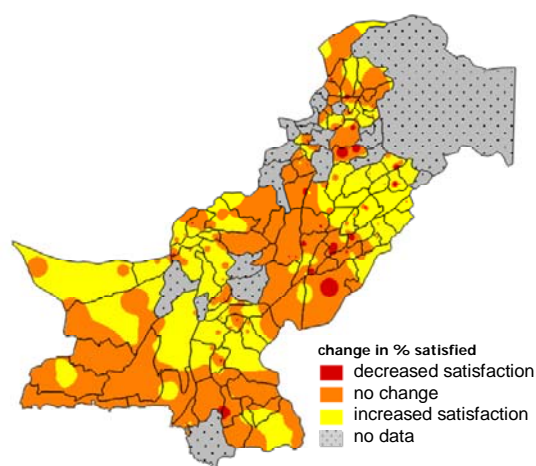 change in % satisfied
decreased satisfaction
no change
increased satisfaction
no data